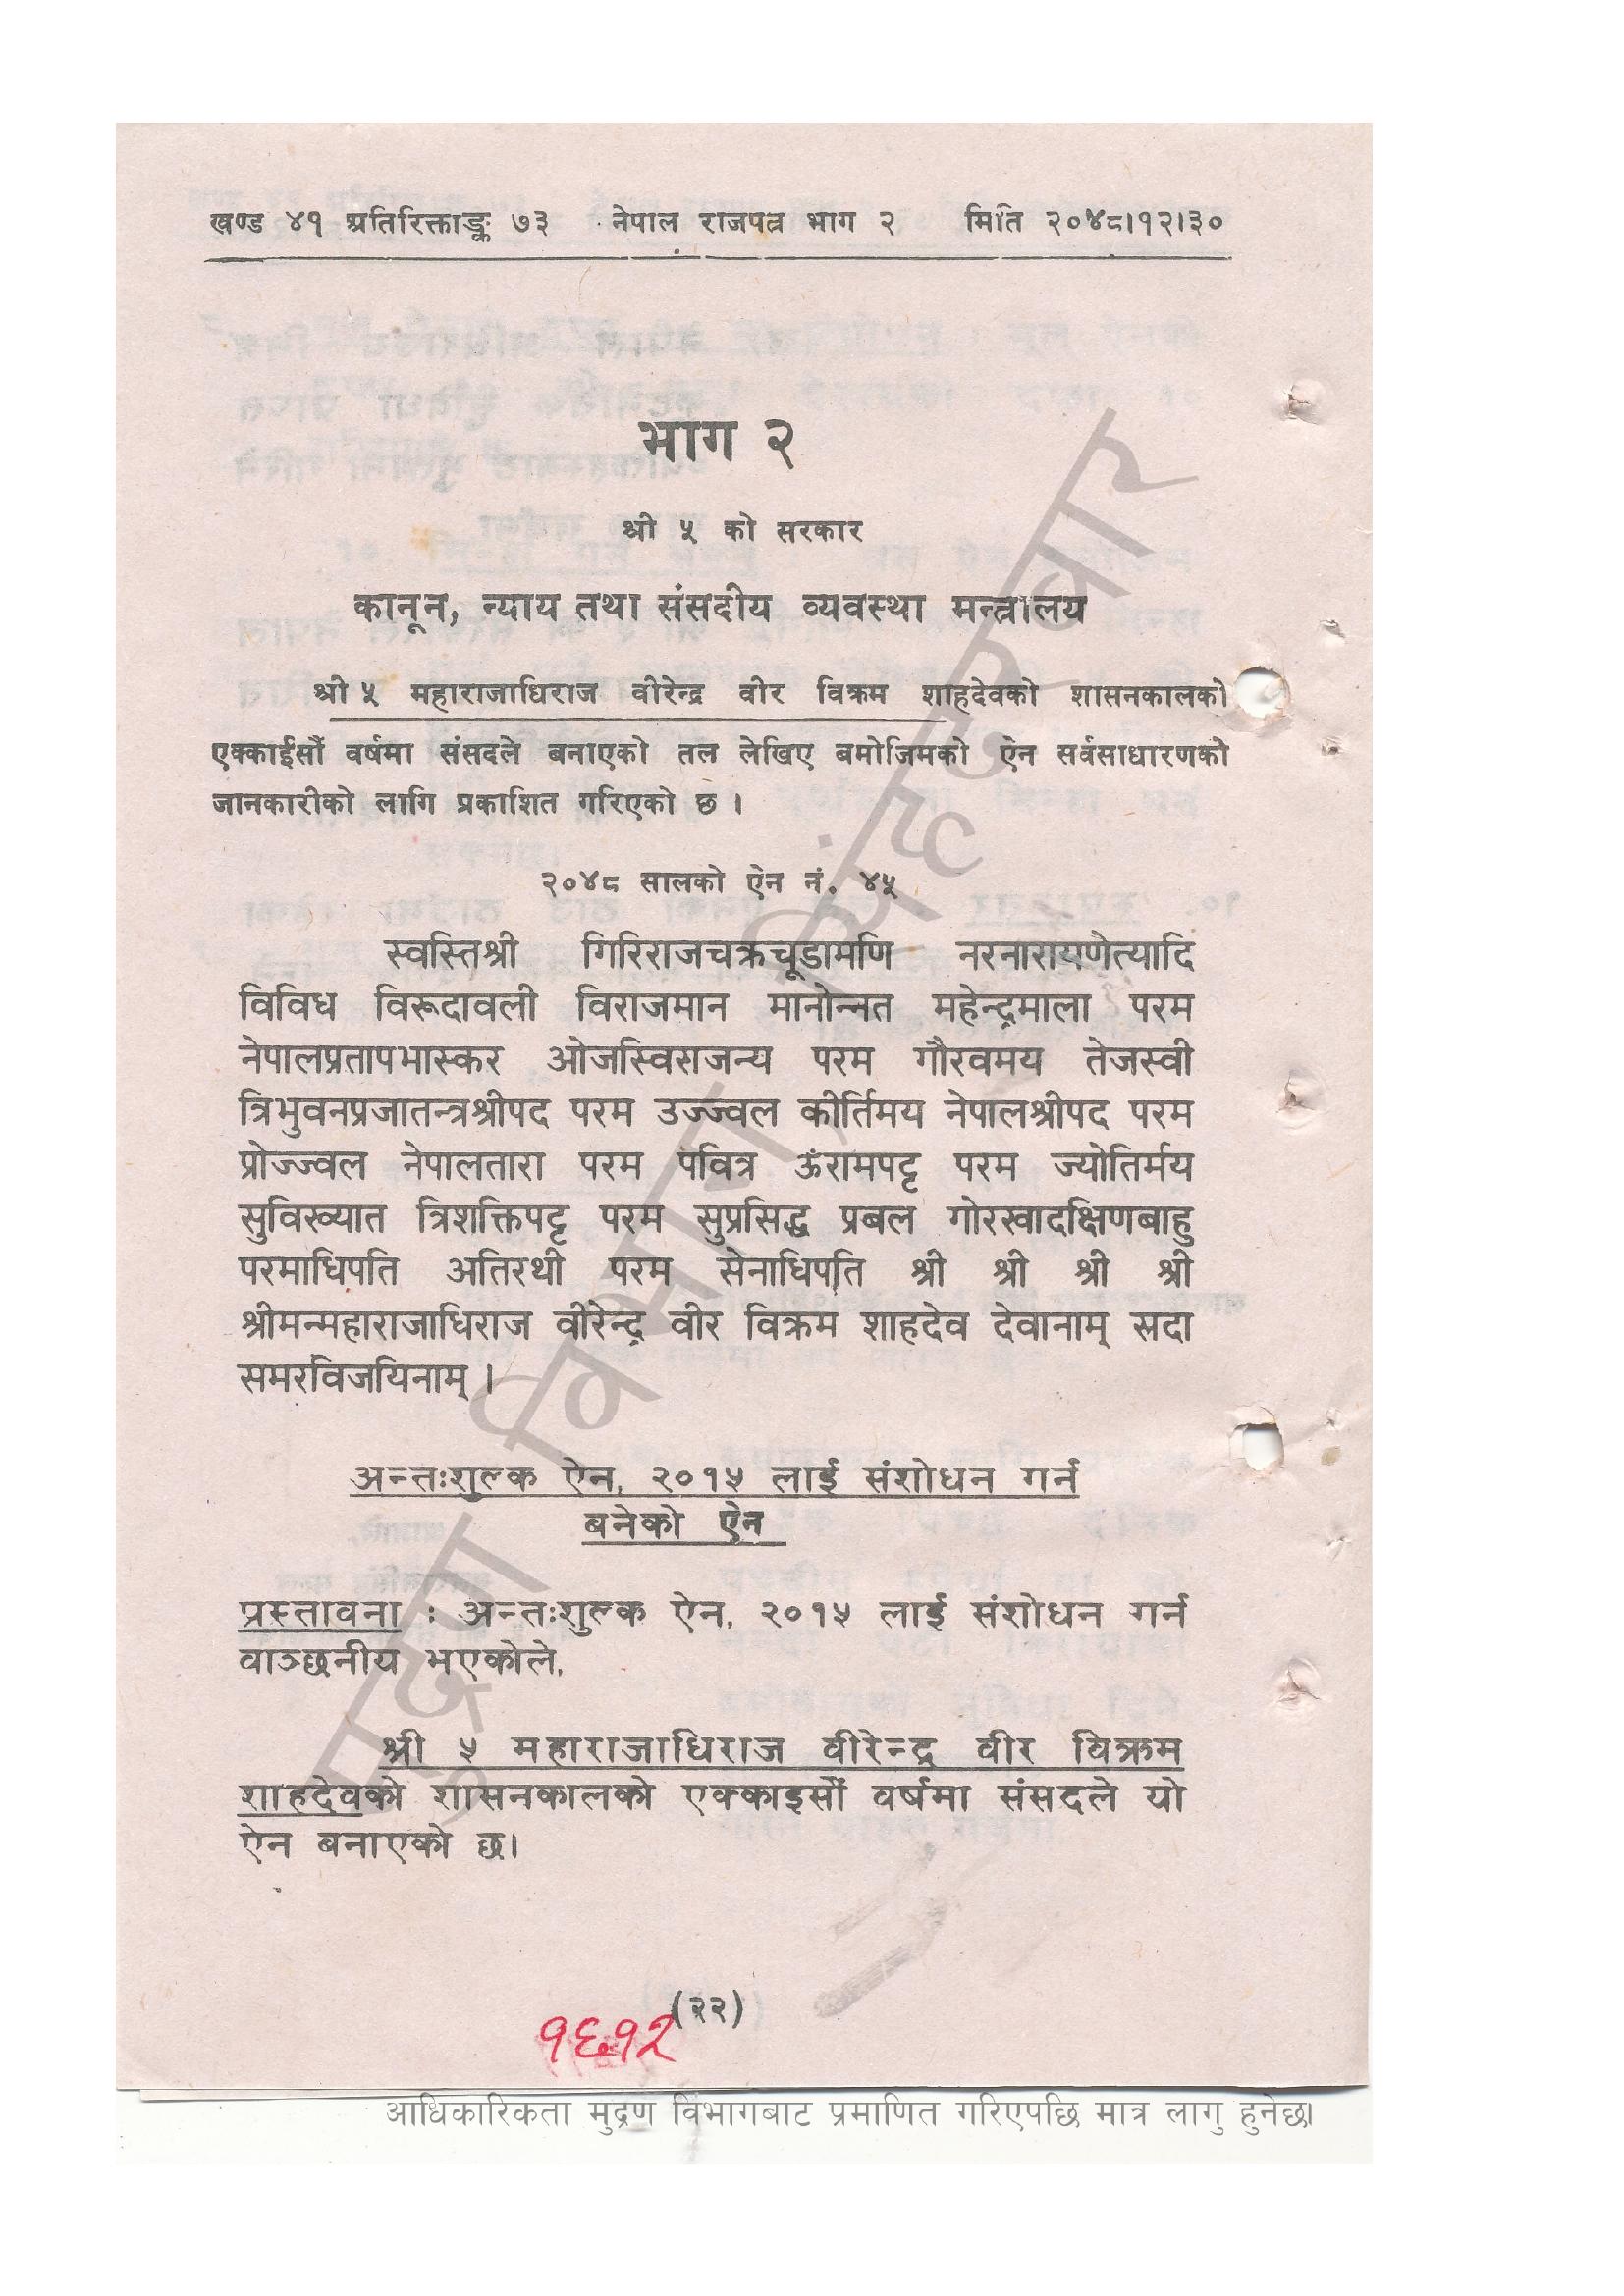 खण्ड ४१ अतिरिक्ताङ्क ७३ नेपाल राजपत्र भाग २ मिति २०४८।१२।३०
भाग २
श्री ५ को सरकार
कानून, न्याय तथा संसदीय व्यवस्था मन्त्रालय
श्री ५ महाराजाधिराज वीरेन्द्र वीर विक्रम शाहदेवको शासनकालको
एक्काईसौं वर्षमा संसदले बनाएको तल लेखिए बमोजिमको ऐन सर्वसाधारणको
जानकारीको लागि प्रकाशित गरिएको छ ।
२०४८ सालको ऐन नं. ४५
स्वस्तिश्री गिरिराजचक्रचूडामणि नरनारायणेत्यादि
विविध विरूदावली विराजमान मानोन्नत महेन्द्रमाला परम
नेपालप्रतापभास्कर ओजस्विराजन्य परम गौरवमय तेजस्वी
त्रिभुवनप्रजातन्त्रश्रीपद परम उज्ज्वल कीर्तिमय नेपालश्रीपद परम
प्रोज्ज्वल नेपालतारा परम पवित्र ऊंरामपट्ट परम ज्योतिर्मय
सुविख्यात त्रिशक्तिपट्ट परम सुप्रसिद्ध प्रबल गोरखादक्षिणबाहु
परमाधिपति अतिरथी परम सेनाधिपति श्री श्री श्री श्री
श्रीमन्महाराजाधिराज वीरेन्द्र वीर विक्रम शाहदेव देवानाम् सदा
समरविजयिनाम् ।
अन्तःशुल्क ऐन, २०१५ लाई संशोधन गर्न
बनेको ऐन
प्रस्तावना : अन्तःशुल्क ऐन, २०१५ लाई संशोधन गर्न
वाञ्छनीय भएकोले,
श्री ५ महाराजाधिराज वीरेन्द्र वीर विक्रम
शाहदेवको शासनकालको एक्काइसौं वर्षमा संसदले यो
ऐन बनाएको छ।
(२२)
१६१२
मुद्रण विभाग, सिंहदरबार
आधिकारिकता मुद्रण विभागबाट प्रमाणित गरिएपछि मात्र लागु हुनेछ।